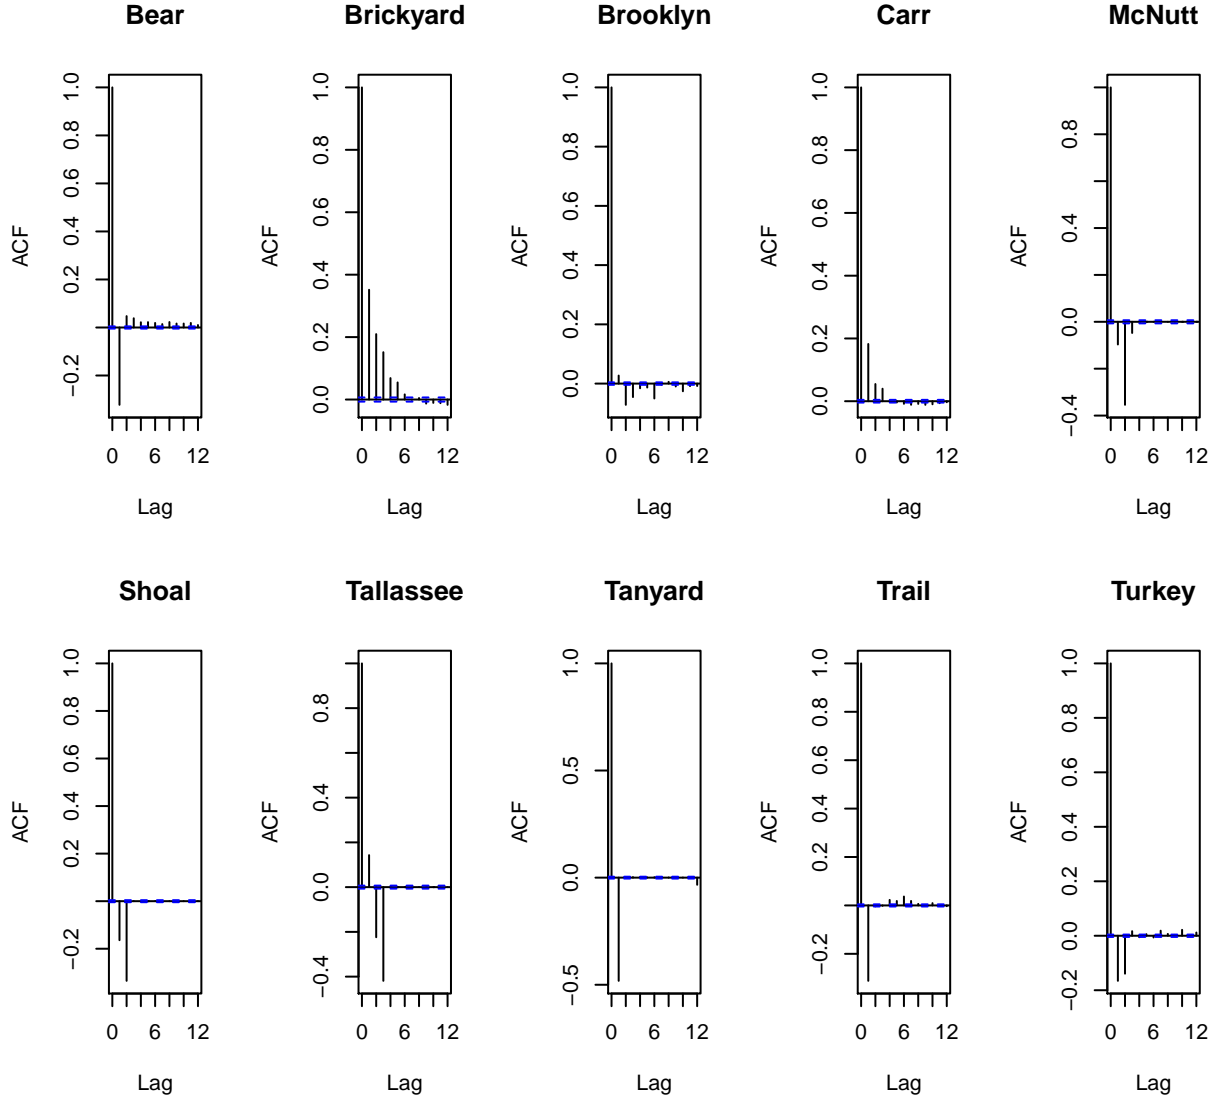 Bear
Brickyard
Brooklyn
Carr
McNutt
ACF
1.0
0.8
0.6
0.4
0.2
−0.2
0 6 12
Lag
ACF
1.0
0.8
0.6
0.4
0.2
0.0
0 6 12
Lag
ACF
1.0
0.8
0.6
0.4
0.2
0.0
0 6 12
Lag
ACF
1.0
0.8
0.6
0.4
0.2
0.0
0 6 12
Lag
ACF
0.8
0.4
0.0
−0.4
0 6 12
Lag
Shoal
Tallassee
Tanyard
Trail
Turkey
ACF
1.0
0.8
0.6
0.4
0.2
−0.2
0 6 12
Lag
ACF
0.8
0.4
0.0
−0.4
0 6 12
Lag
ACF
1.0
0.5
0.0
−0.5
0 6 12
Lag
ACF
1.0
0.8
0.6
0.4
0.2
−0.2
0 6 12
Lag
ACF
1.0
0.8
0.6
0.4
0.2
0.0
−0.2
0 6 12
Lag